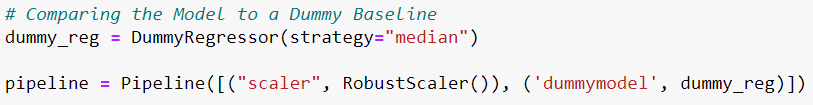 # Comparing the Model to a Dummy Baseline
dummy_reg = DummyRegressor(strategy="median")
pipeline = Pipeline([("scaler", RobustScaler()), ('dummymodel', dummy_reg)])